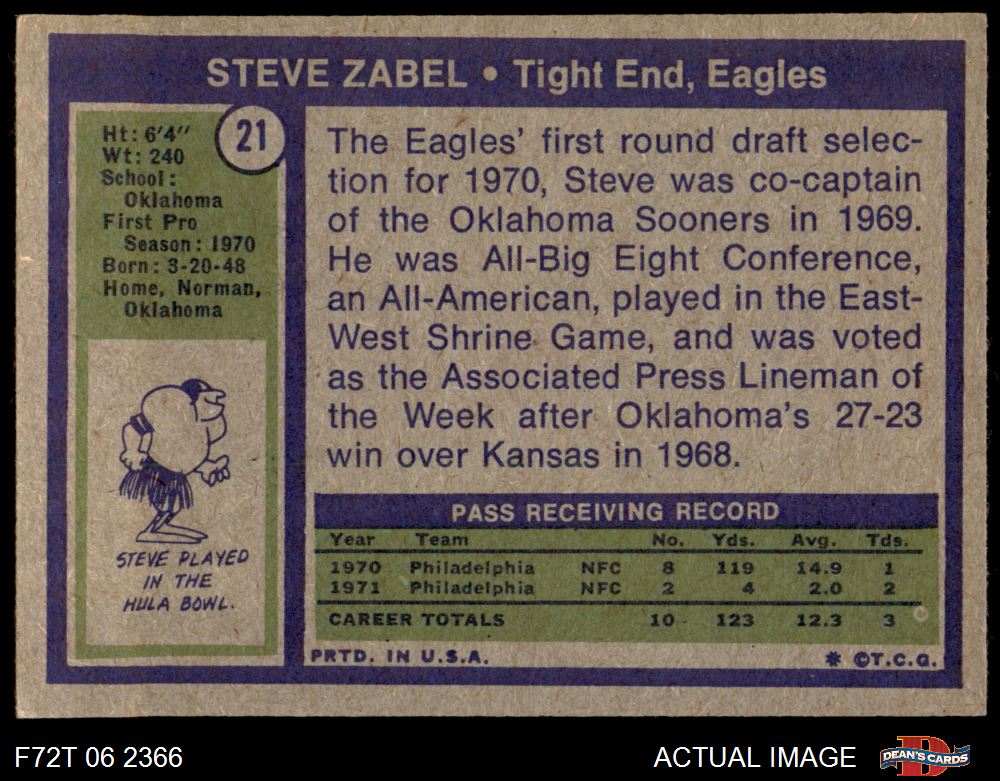 STEVE ZABEL • Tight End, Eagles
21
Ht: 6'4"
Wt: 240
School:
Oklahoma
First Pro
Season: 1970
Born: 3-20-48
Home, Norman,
Oklahoma
The Eagles' first round draft selec-
tion for 1970, Steve was co-captain
of the Oklahoma Sooners in 1969.
He was All-Big Eight Conference,
an All-American, played in the East-
West Shrine Game, and was voted
as the Associated Press Lineman of
the Week after Oklahoma's 27-23
win over Kansas in 1968.
STEVE PLAYED
IN THE
HULA BOWL.
PASS RECEIVING RECORD
Year Team No. Yds. Avg. Tds.
1970 Philadelphia NFC 8 119 14.9 1
1971 Philadelphia NFC 2 4 2.0 2
CAREER TOTALS 10 123 12.3 3
PRTD. IN U.S.A. * ©T.C.G.
F72T 06 2366 ACTUAL IMAGE DEAN'S CARDS